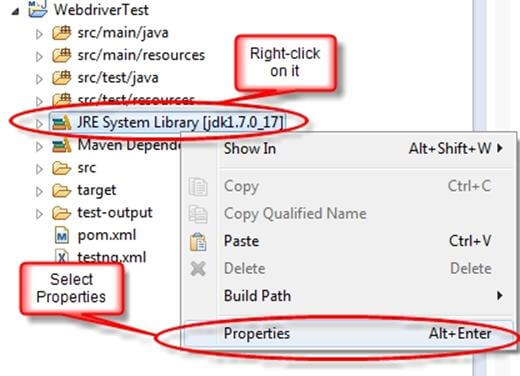 WebdriverTest
src/main/java
src/main/resources
src/test/java
src/test/resources
JRE System Library [jdk1.7.0_17]
Maven Depende
src
target
test-output
pom.xml
testng.xml
Right-click
on it
Show In Alt+Shift+W
Copy Ctrl+C
Copy Qualified Name
Paste Ctrl+V
Delete Delete
Build Path
Properties Alt+Enter
Select
Properties